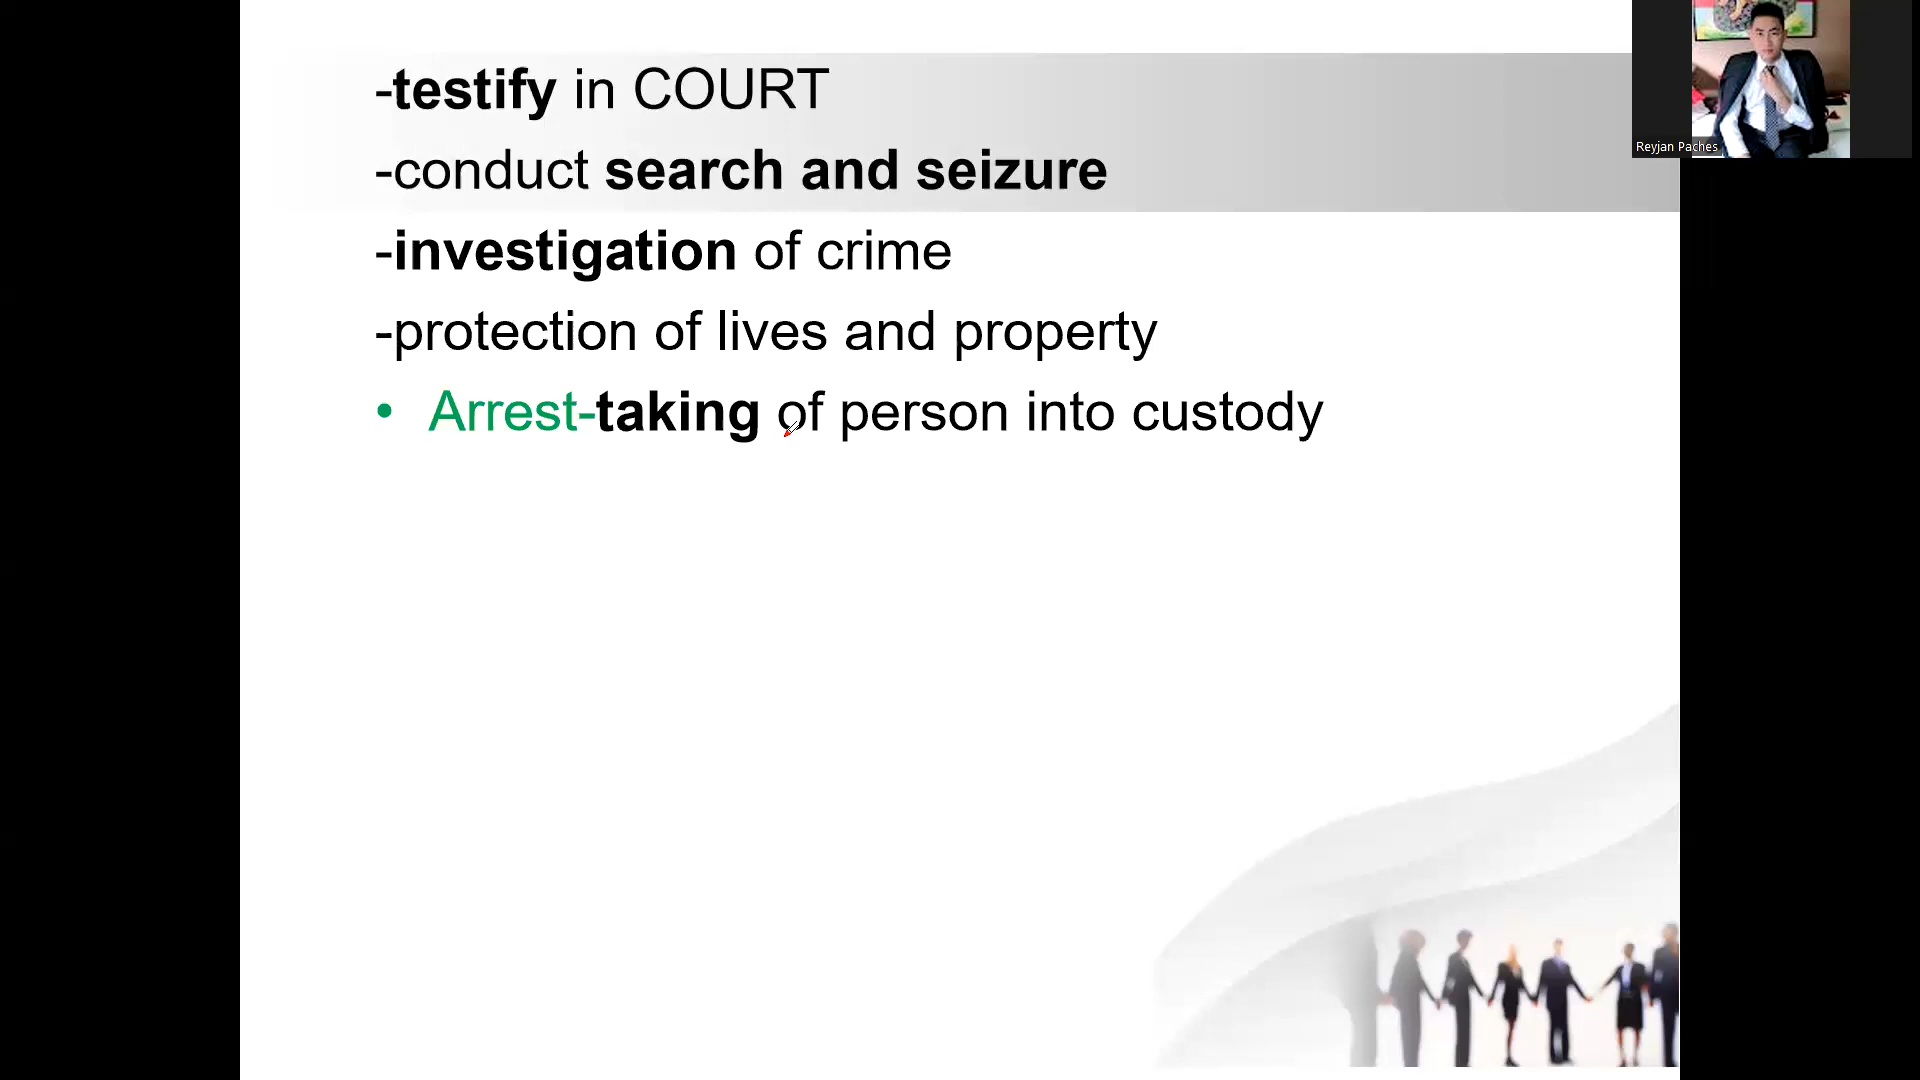 -testify in COURT
-conduct search and seizure
-investigation of crime
-protection of lives and property
• Arrest-taking of person into custody
Reyjan Paches